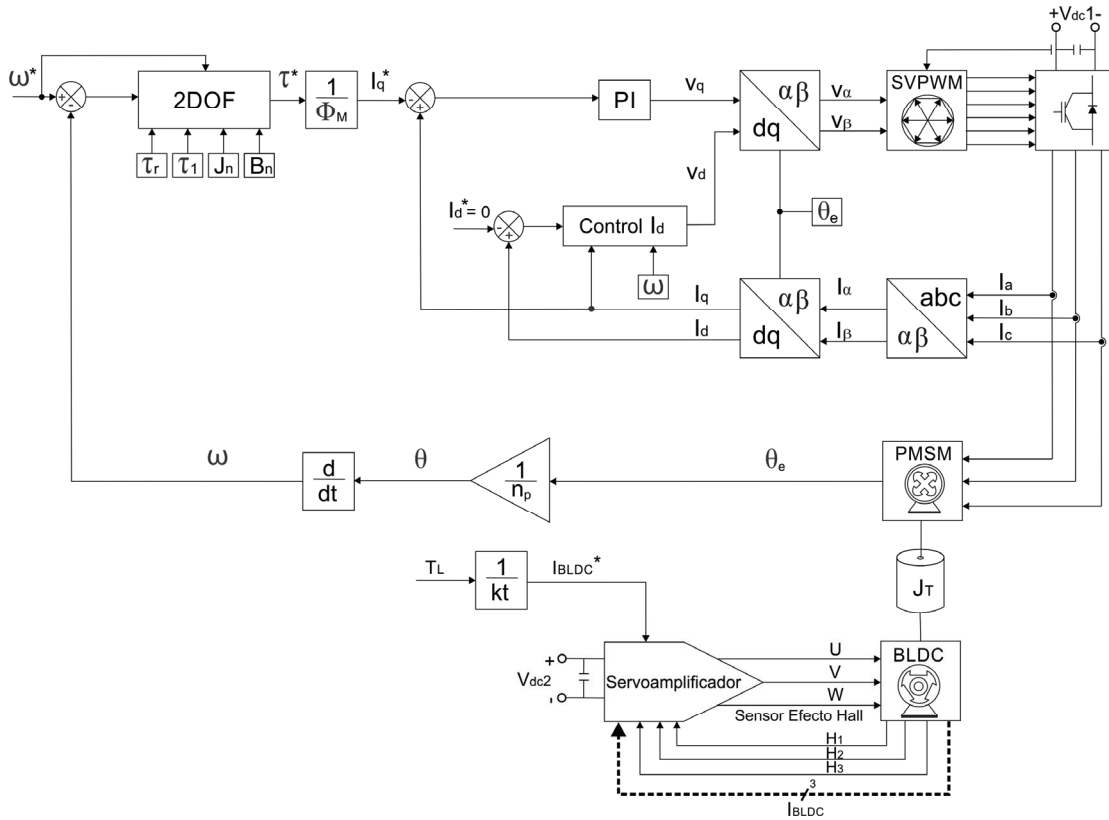 +Vdc1-
ω*
+
-
2DOF
τ*
1
ΦM
Iq*
-
+
PI
vq
αβ
dq
vα
vβ
SVPWM
τr
τ1
Jn
Bn
vd
Id*=0
-
+
Control Id
ω
θe
Iq
Id
αβ
dq
Iα
Iβ
abc
αβ
Ia
Ib
Ic
ω
d
dt
θ
1
np
θe
PMSM
TL
1
kt
IBLDC*
JT
+
Vdc2
-
Servoamplificador
U
V
W
BLDC
Sensor Efecto Hall
H1
H2
H3
3
IBLDC